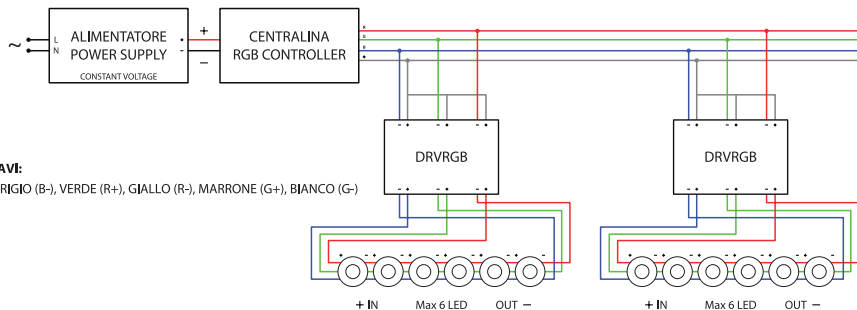 ALIMENTATORE
POWER SUPPLY
CONSTANT VOLTAGE
~
L
N
+
-
+
−
CENTRALINA
RGB CONTROLLER
R
G
B
+
- + - + - +
DRVRGB
- + - + - +
- + - + - +
DRVRGB
- + - + - +
AVI:
RIGIO (B-), VERDE (R+), GIALLO (R-), MARRONE (G+), BIANCO (G-)
+ IN Max 6 LED OUT −
+ IN Max 6 LED OUT −